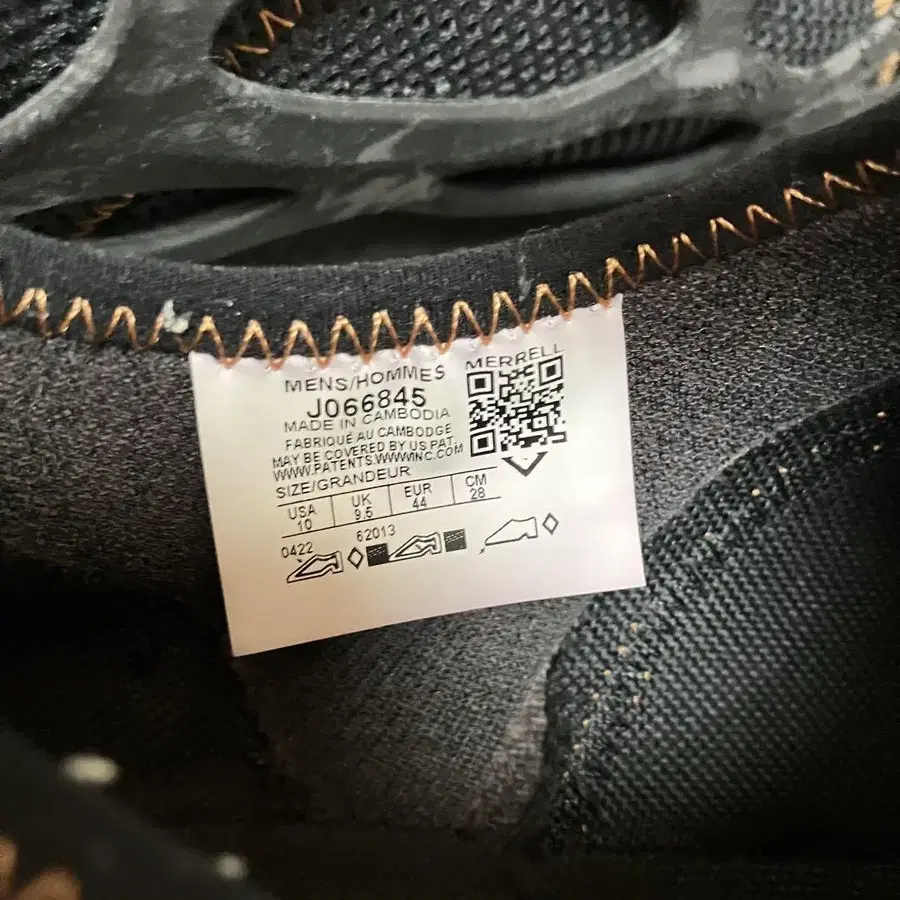 MENS/HOMMES
J066845
MADE IN CAMBODIA
FABRIQUÉ AU CAMBODGE
MAY BE COVERED BY US PAT.
WWW.PATENTS.WWWINC.COM
MERRELL
SIZE/GRANDEUR
USA UK EUR CM
10 9.5 44 28
0422 62013